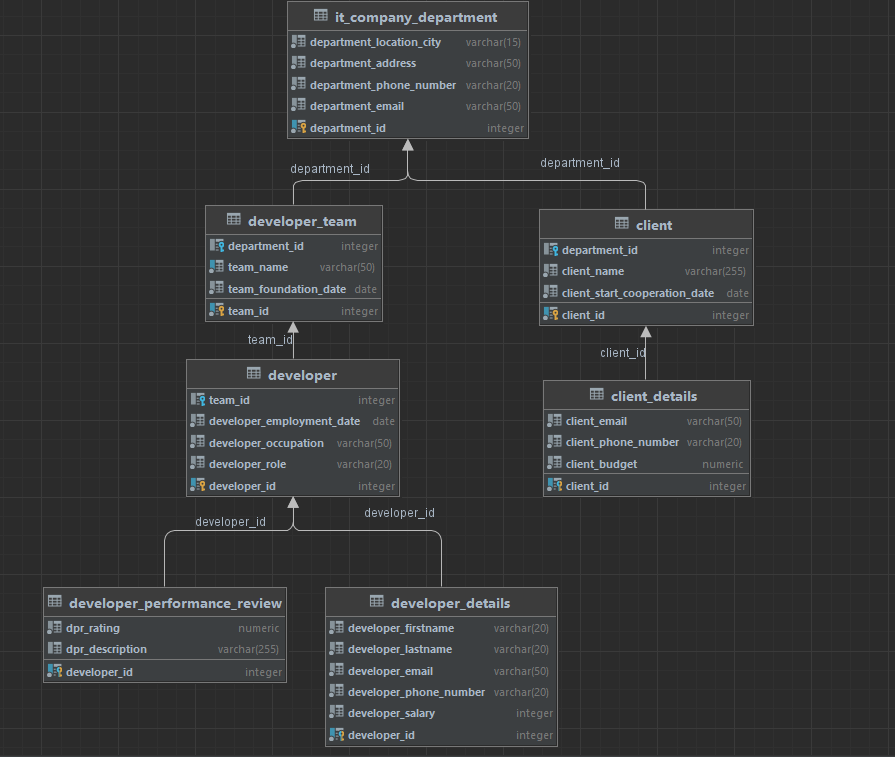 it_company_department
department_location_city varchar(15)
department_address varchar(50)
department_phone_number varchar(20)
department_email varchar(50)
department_id integer
department_id
department_id
developer_team
department_id integer
team_name varchar(50)
team_foundation_date date
team_id integer
client
department_id integer
client_name varchar(255)
client_start_cooperation_date date
client_id integer
team_id
client_id
developer
team_id integer
developer_employment_date date
developer_occupation varchar(50)
developer_role varchar(20)
developer_id integer
client_details
client_email varchar(50)
client_phone_number varchar(20)
client_budget numeric
client_id integer
developer_id
developer_id
developer_performance_review
dpr_rating numeric
dpr_description varchar(255)
developer_id integer
developer_details
developer_firstname varchar(20)
developer_lastname varchar(20)
developer_email varchar(50)
developer_phone_number varchar(20)
developer_salary integer
developer_id integer